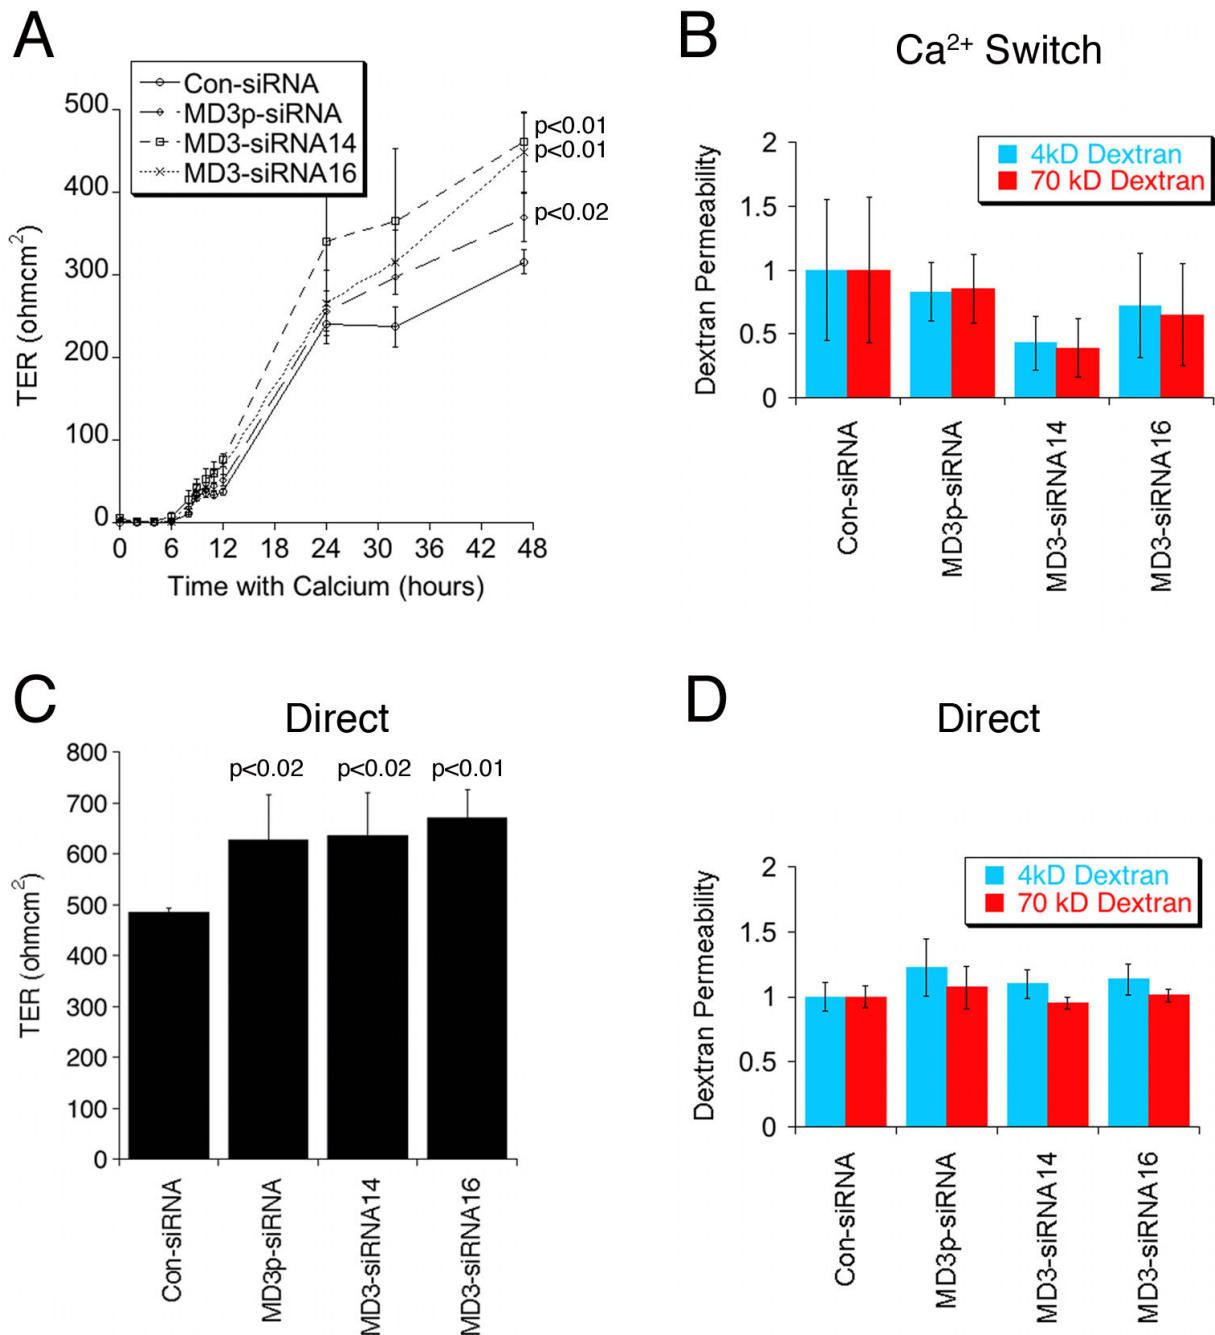 A
Con-siRNA
MD3p-siRNA
MD3-siRNA14
MD3-siRNA16
500
400
300
200
100
0
TER (ohmcm²)
p<0.01
p<0.01
p<0.02
0 6 12 18 24 30 36 42 48
Time with Calcium (hours)
B
Ca²⁺ Switch
4kD Dextran
70 kD Dextran
2
1.5
1
0.5
0
Dextran Permeability
Con-siRNA
MD3p-siRNA
MD3-siRNA14
MD3-siRNA16
C
Direct
800
700
600
500
400
300
200
100
0
TER (ohmcm²)
p<0.02 p<0.02 p<0.01
Con-siRNA
MD3p-siRNA
MD3-siRNA14
MD3-siRNA16
D
Direct
4kD Dextran
70 kD Dextran
2
1.5
1
0.5
0
Dextran Permeability
Con-siRNA
MD3p-siRNA
MD3-siRNA14
MD3-siRNA16